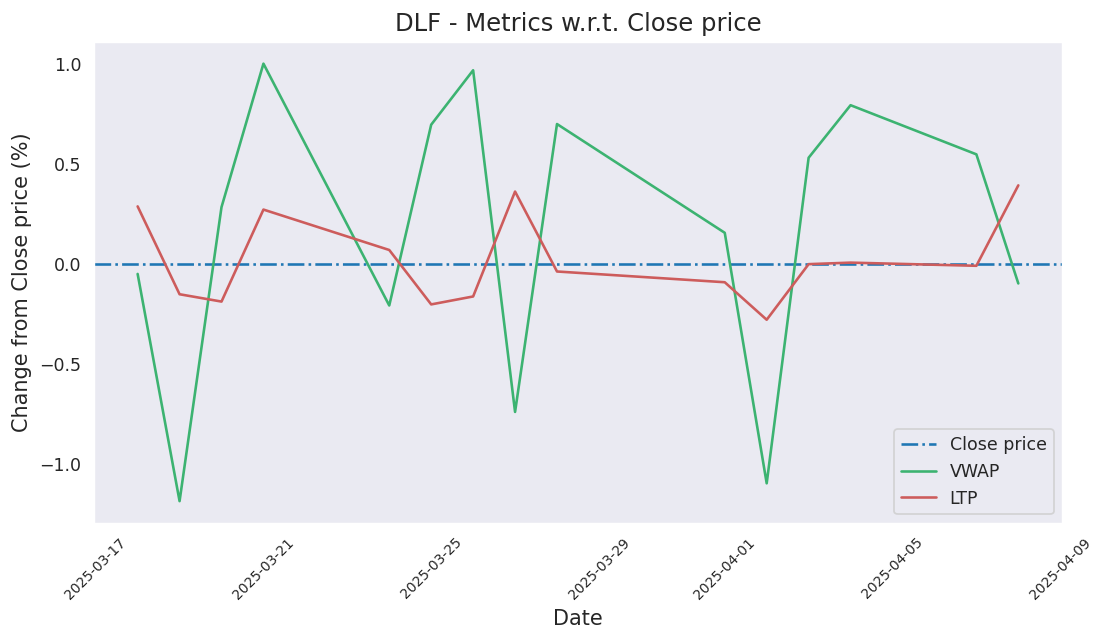 DLF - Metrics w.r.t. Close price
Change from Close price (%)
1.0
0.5
0.0
−0.5
−1.0
Close price
VWAP
LTP
2025-03-17
2025-03-21
2025-03-25
2025-03-29
2025-04-01
2025-04-05
2025-04-09
Date